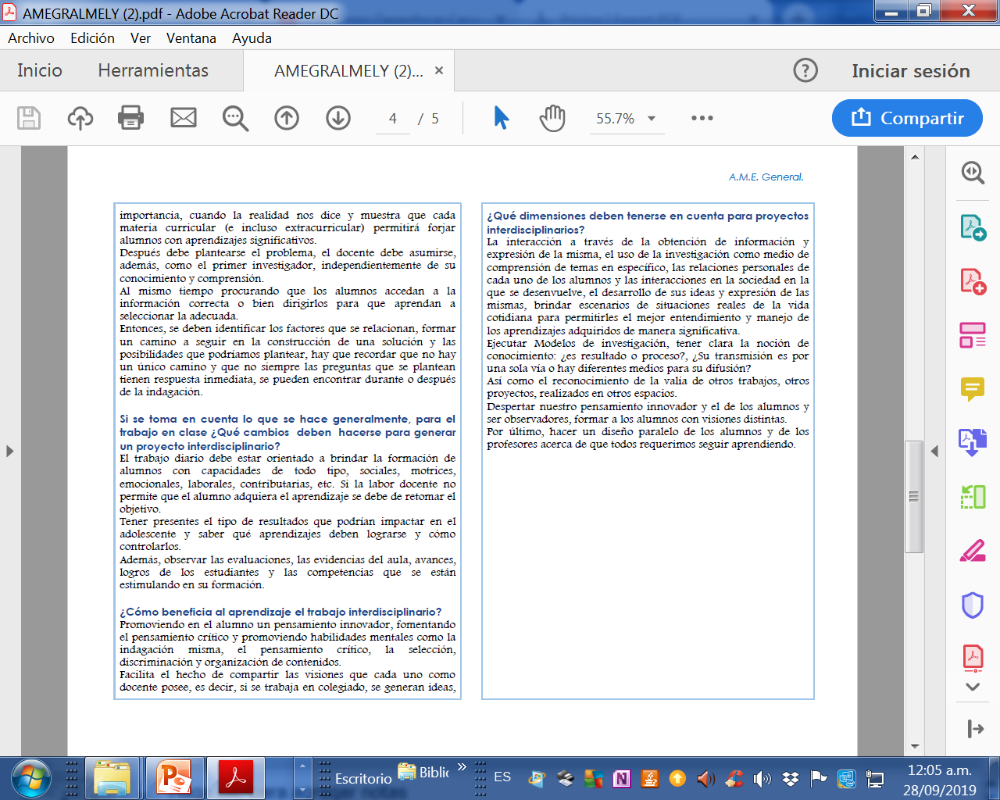 AMEGRALMELY (2).pdf - Adobe Acrobat Reader DC
Archivo Edición Ver Ventana Ayuda
Inicio Herramientas AMEGRALMELY (2)... × Iniciar sesión
4 / 5 55.7% Compartir
A.M.E. General.
importancia, cuando la realidad nos dice y muestra que cada
materia curricular (e incluso extracurricular) permitirá forjar
alumnos con aprendizajes significativos.
Después debe plantearse el problema, el docente debe asumirse,
además, como el primer investigador, independientemente de su
conocimiento y comprensión.
Al mismo tiempo procurando que los alumnos accedan a la
información correcta o bien dirigirlos para que aprendan a
seleccionar la adecuada.
Entonces, se deben identificar los factores que se relacionan, formar
un camino a seguir en la construcción de una solución y las
posibilidades que podríamos plantear, hay que recordar que no hay
un único camino y que no siempre las preguntas que se plantean
tienen respuesta inmediata, se pueden encontrar durante o después
de la indagación.
Si se toma en cuenta lo que se hace generalmente, para el
trabajo en clase ¿Qué cambios deben hacerse para generar
un proyecto interdisciplinario?
El trabajo diario debe estar orientado a brindar la formación de
alumnos con capacidades de todo tipo, sociales, motrices,
emocionales, laborales, contributarias, etc. Si la labor docente no
permite que el alumno adquiera el aprendizaje se debe de retomar el
objetivo.
Tener presentes el tipo de resultados que podrían impactar en el
adolescente y saber qué aprendizajes deben lograrse y cómo
controlarlos.
Además, observar las evaluaciones, las evidencias del aula, avances,
logros de los estudiantes y las competencias que se están
estimulando en su formación.
¿Cómo beneficia al aprendizaje el trabajo interdisciplinario?
Promoviendo en el alumno un pensamiento innovador, fomentando
el pensamiento crítico y promoviendo habilidades mentales como la
indagación misma, el pensamiento crítico, la selección,
discriminación y organización de contenidos.
Facilita el hecho de compartir las visiones que cada uno como
docente posee, es decir, si se trabaja en colegiado, se generan ideas,
¿Qué dimensiones deben tenerse en cuenta para proyectos
interdisciplinarios?
La interacción a través de la obtención de información y
expresión de la misma, el uso de la investigación como medio de
comprensión de temas en específico, las relaciones personales de
cada uno de los alumnos y las interacciones en la sociedad en la
que se desenvuelve, el desarrollo de sus ideas y expresión de las
mismas, brindar escenarios de situaciones reales de la vida
cotidiana para permitirles el mejor entendimiento y manejo de
los aprendizajes adquiridos de manera significativa.
Ejecutar Modelos de investigación, tener clara la noción de
conocimiento: ¿es resultado o proceso?, ¿Su transmisión es por
una sola vía o hay diferentes medios para su difusión?
Así como el reconocimiento de la valía de otros trabajos, otros
proyectos, realizados en otros espacios.
Despertar nuestro pensamiento innovador y el de los alumnos y
ser observadores, formar a los alumnos con visiones distintas.
Por último, hacer un diseño paralelo de los alumnos y de los
profesores acerca de que todos requerimos seguir aprendiendo.
Escritorio Biblic » ES 12:05 a.m.
28/09/2019